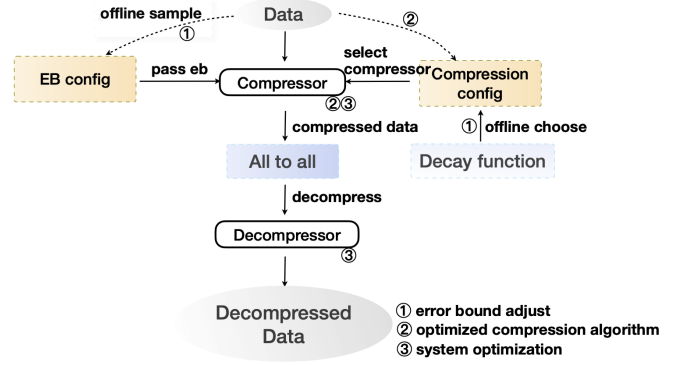 offline sample
Data
②
①
EB config
pass eb
Compressor
select
compressor
Compression
config
②③
compressed data
① offline choose
All to all
Decay function
decompress
Decompressor
③
Decompressed
Data
① error bound adjust
② optimized compression algorithm
③ system optimization